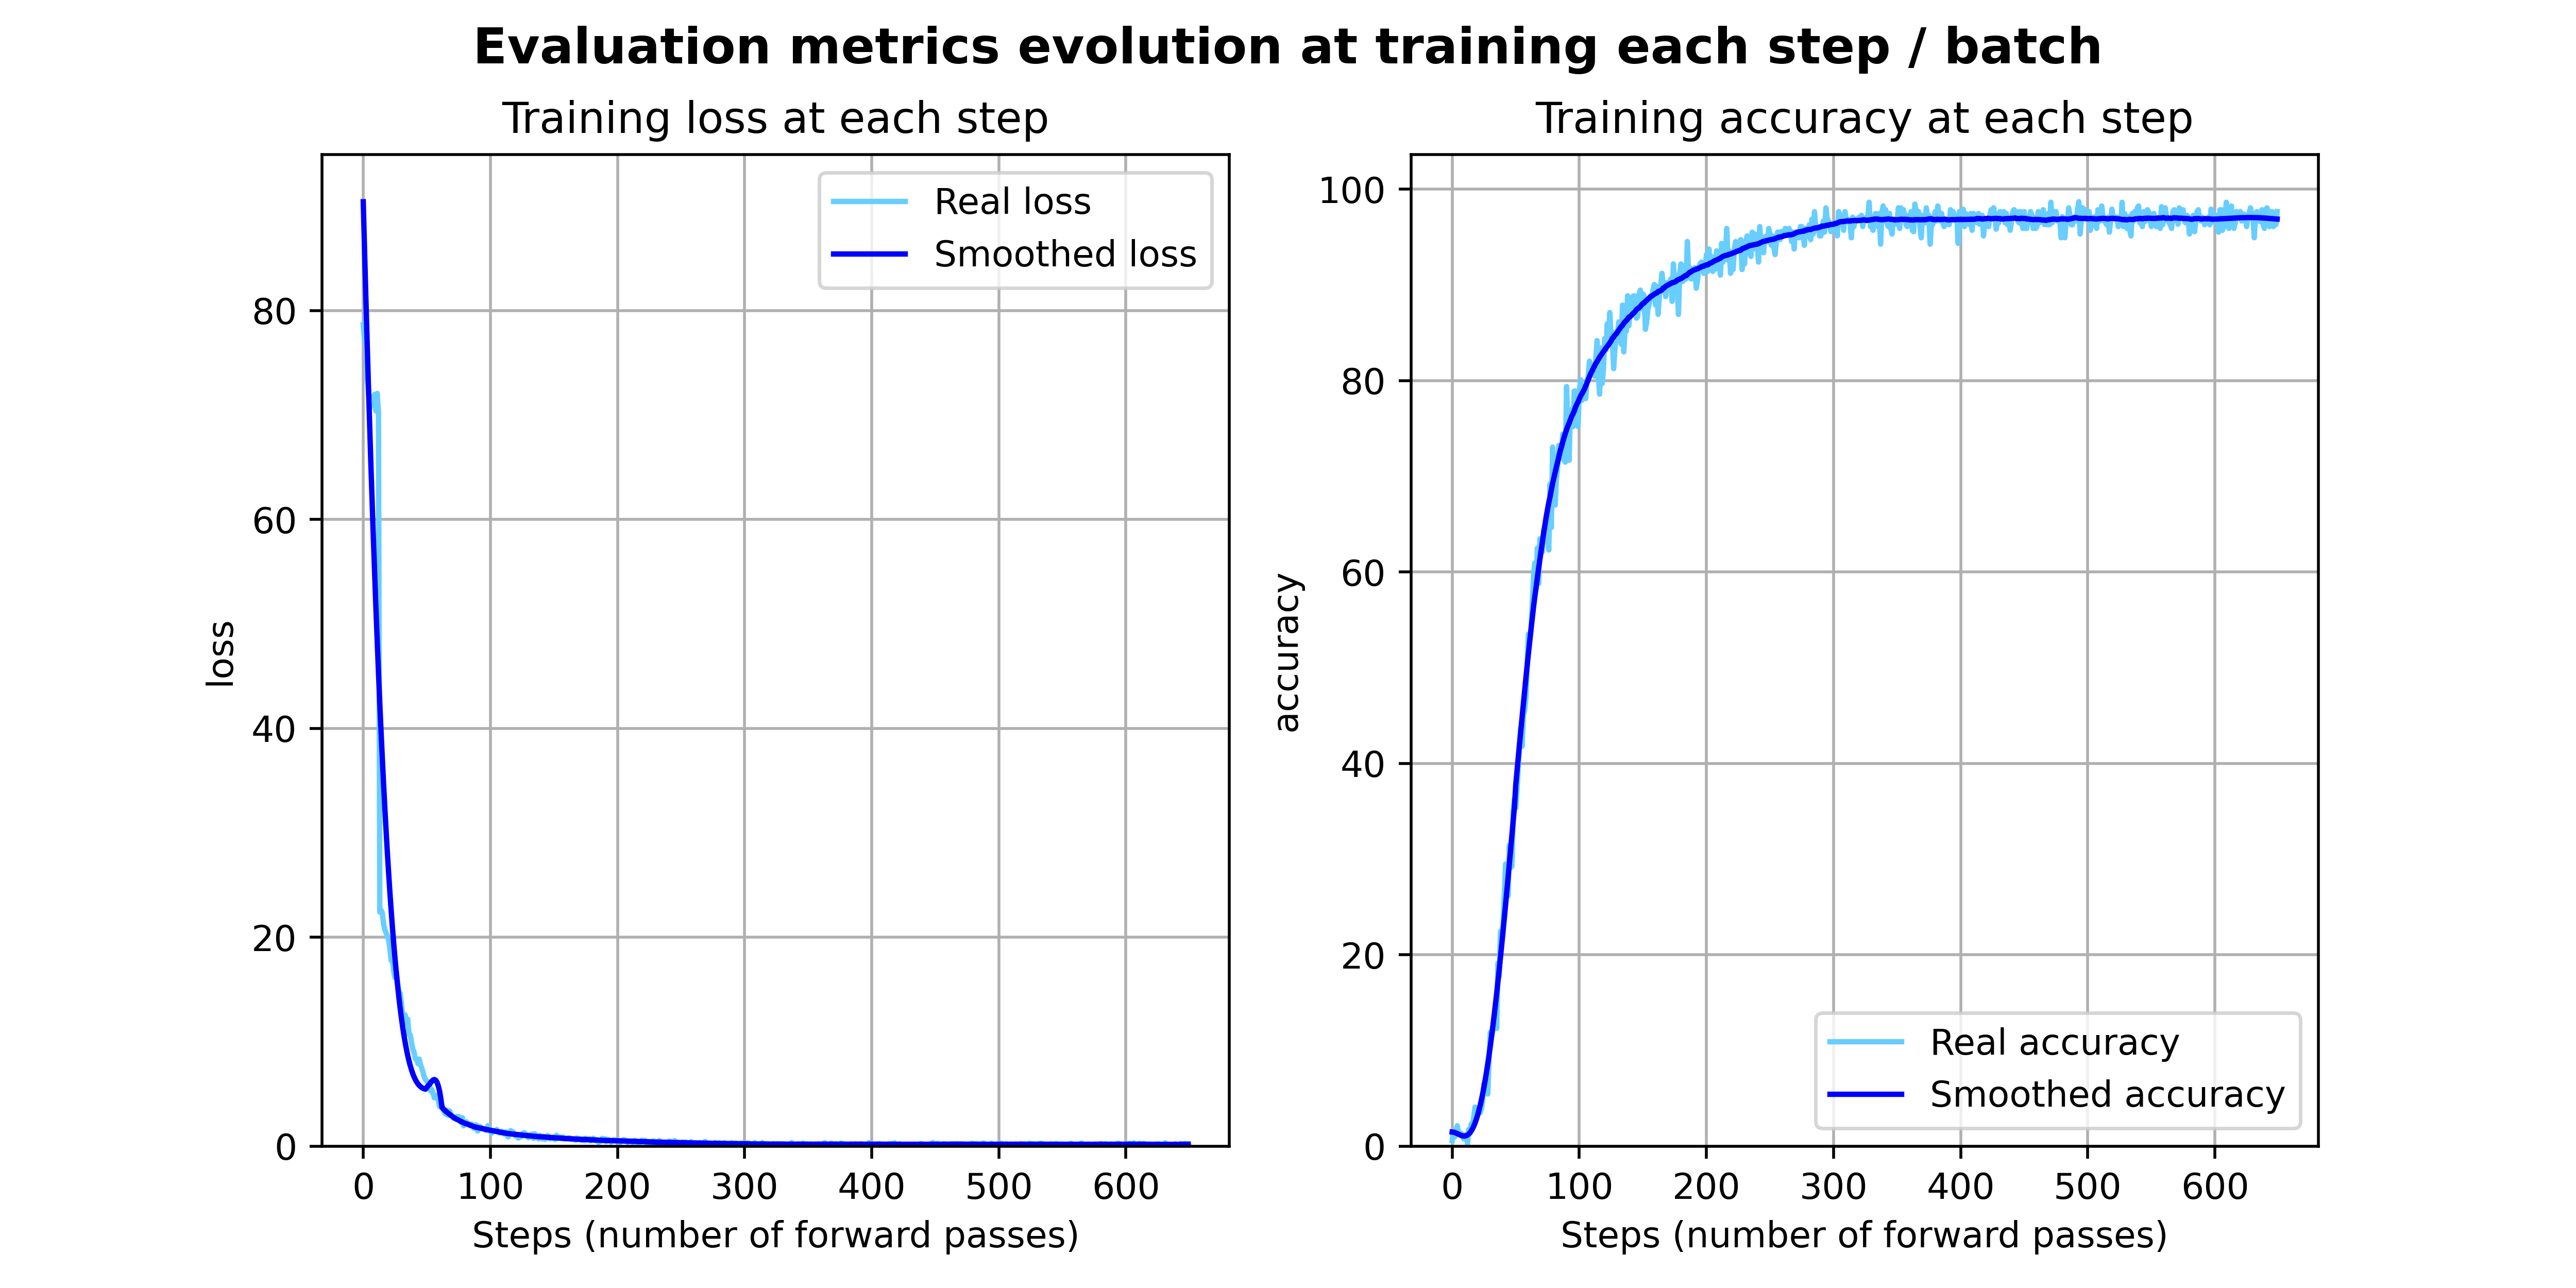 Evaluation metrics evolution at training each step / batch
Training loss at each step
Real loss
Smoothed loss
80
60
40
20
0
loss
0 100 200 300 400 500 600
Steps (number of forward passes)
Training accuracy at each step
100
80
60
40
20
0
accuracy
Real accuracy
Smoothed accuracy
0 100 200 300 400 500 600
Steps (number of forward passes)